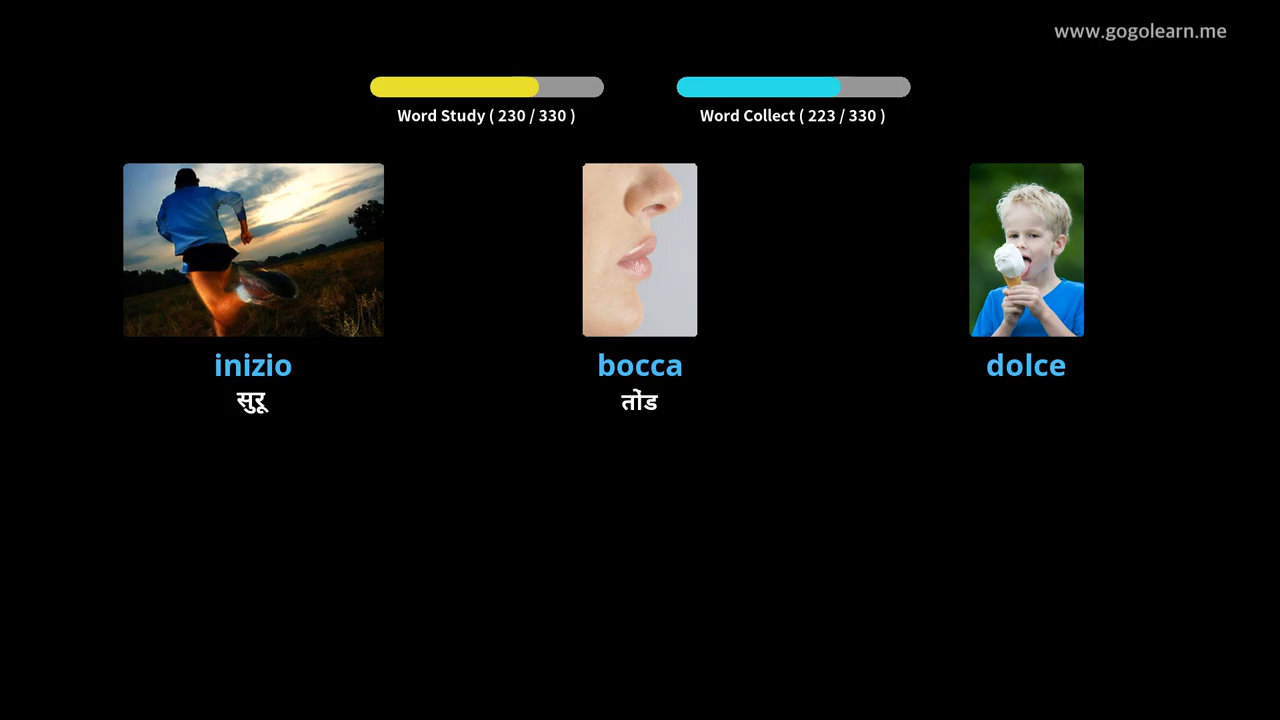 www.gogolearn.me
Word Study ( 230 / 330 )
Word Collect ( 223 / 330 )
inizio
bocca
dolce
सुरू
तोंड